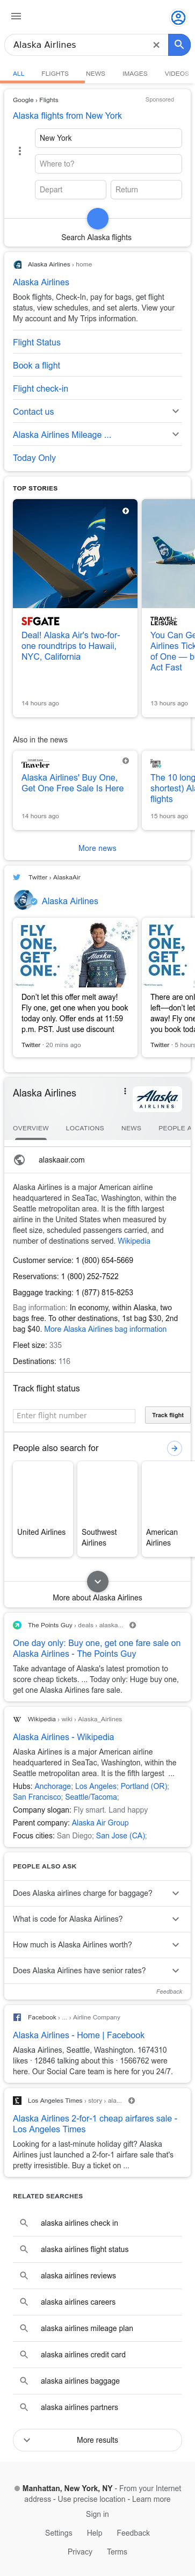 Alaska Airlines
ALL FLIGHTS NEWS IMAGES VIDEOS
Google › Flights Sponsored
Alaska flights from New York
New York
Where to?
Depart Return
Search Alaska flights
Alaska Airlines › home
Alaska Airlines
Book flights, Check-In, pay for bags, get flight
status, view schedules, and set alerts. View your
My account and My Trips information.
Flight Status
Book a flight
Flight check-in
Contact us
Alaska Airlines Mileage ...
Today Only
TOP STORIES
SFGATE
Deal! Alaska Air's two-for-
one roundtrips to Hawaii,
NYC, California
14 hours ago
TRAVEL+
LEISURE
You Can Ge
Airlines Tick
of One — b
Act Fast
13 hours ago
Also in the news
Traveler
Alaska Airlines' Buy One,
Get One Free Sale Is Here
14 hours ago
The 10 long
shortest) Al
flights
15 hours ago
More news
Twitter › AlaskaAir
Alaska Airlines
FLY
ONE,
GET
ONE.
Don't let this offer melt away!
Fly one, get one when you book
today only. Offer ends at 11:59
p.m. PST. Just use discount
Twitter · 20 mins ago
FLY
ONE,
GET
ONE.
There are onl
left—don't let
away! Fly one
you book toda
Twitter · 5 hours
Alaska Airlines
Alaska
AIRLINES
OVERVIEW LOCATIONS NEWS PEOPLE A
alaskaair.com
Alaska Airlines is a major American airline
headquartered in SeaTac, Washington, within the
Seattle metropolitan area. It is the fifth largest
airline in the United States when measured by
fleet size, scheduled passengers carried, and
number of destinations served. Wikipedia
Customer service: 1 (800) 654-5669
Reservations: 1 (800) 252-7522
Baggage tracking: 1 (877) 815-8253
Bag information: In economy, within Alaska, two
bags free. To other destinations, 1st bag $30, 2nd
bag $40. More Alaska Airlines bag information
Fleet size: 335
Destinations: 116
Track flight status
Enter flight number Track flight
People also search for
United Airlines
Southwest
Airlines
American
Airlines
More about Alaska Airlines
The Points Guy › deals › alaska...
One day only: Buy one, get one fare sale on
Alaska Airlines - The Points Guy
Take advantage of Alaska's latest promotion to
score cheap tickets. ... Today only: Huge buy one,
get one Alaska Airlines fare sale.
Wikipedia › wiki › Alaska_Airlines
Alaska Airlines - Wikipedia
Alaska Airlines is a major American airline
headquartered in SeaTac, Washington, within the
Seattle metropolitan area. It is the fifth largest ...
Hubs: Anchorage; Los Angeles; Portland (OR);
San Francisco; Seattle/Tacoma;
Company slogan: Fly smart. Land happy
Parent company: Alaska Air Group
Focus cities: San Diego; San Jose (CA);
PEOPLE ALSO ASK
Does Alaska airlines charge for baggage?
What is code for Alaska Airlines?
How much is Alaska Airlines worth?
Does Alaska Airlines have senior rates?
Feedback
Facebook › ... › Airline Company
Alaska Airlines - Home | Facebook
Alaska Airlines, Seattle, Washington. 1674310
likes · 12846 talking about this · 1566762 were
here. Our Social Care team is here for you 24/7.
Los Angeles Times › story › ala...
Alaska Airlines 2-for-1 cheap airfares sale -
Los Angeles Times
Looking for a last-minute holiday gift? Alaska
Airlines just launched a 2-for-1 airfare sale that's
pretty irresistible. Buy a ticket on ...
RELATED SEARCHES
alaska airlines check in
alaska airlines flight status
alaska airlines reviews
alaska airlines careers
alaska airlines mileage plan
alaska airlines credit card
alaska airlines baggage
alaska airlines partners
More results
Manhattan, New York, NY - From your Internet
address - Use precise location - Learn more
Sign in
Settings Help Feedback
Privacy Terms